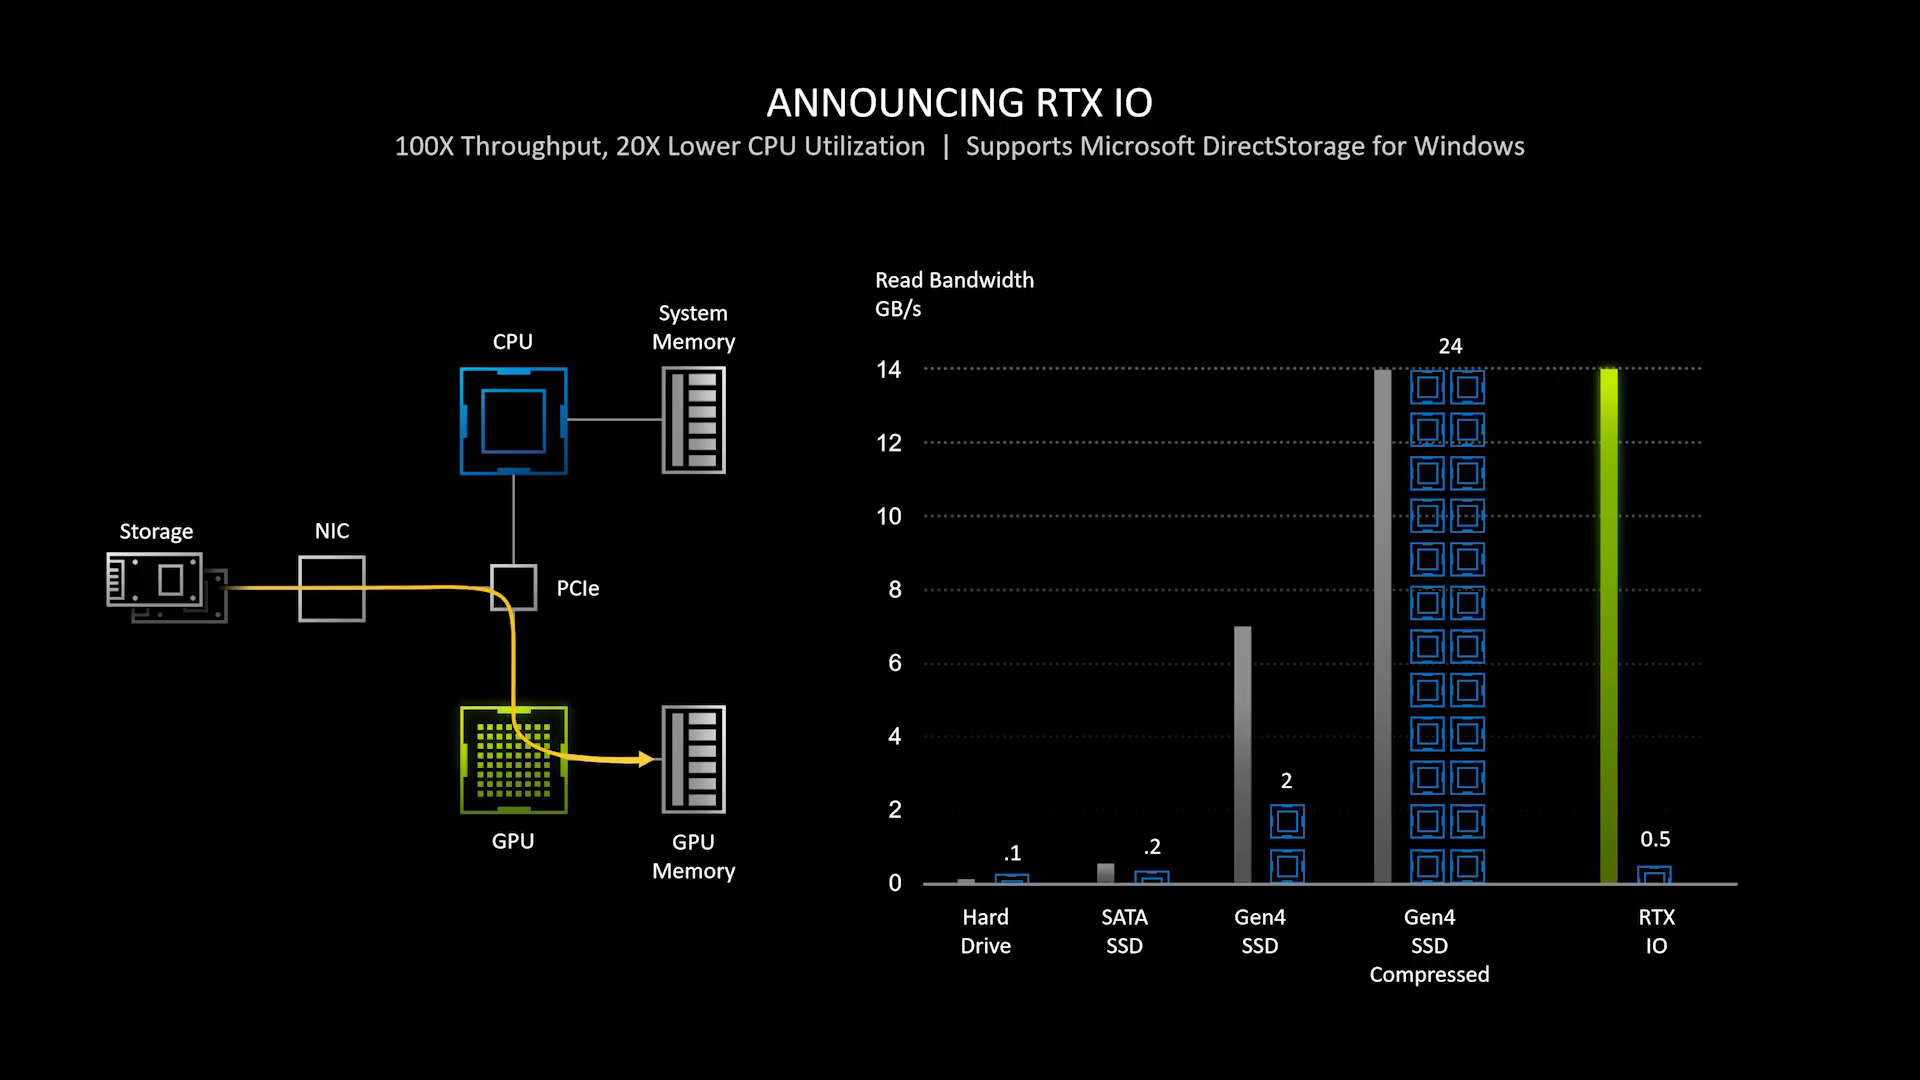 ANNOUNCING RTX IO
100X Throughput, 20X Lower CPU Utilization | Supports Microsoft DirectStorage for Windows
CPU
System
Memory
Storage
NIC
PCIe
GPU
GPU
Memory
Read Bandwidth
GB/s
14
12
10
8
6
4
2
0
.1
.2
2
24
0.5
Hard
Drive
SATA
SSD
Gen4
SSD
Gen4
SSD
Compressed
RTX
IO